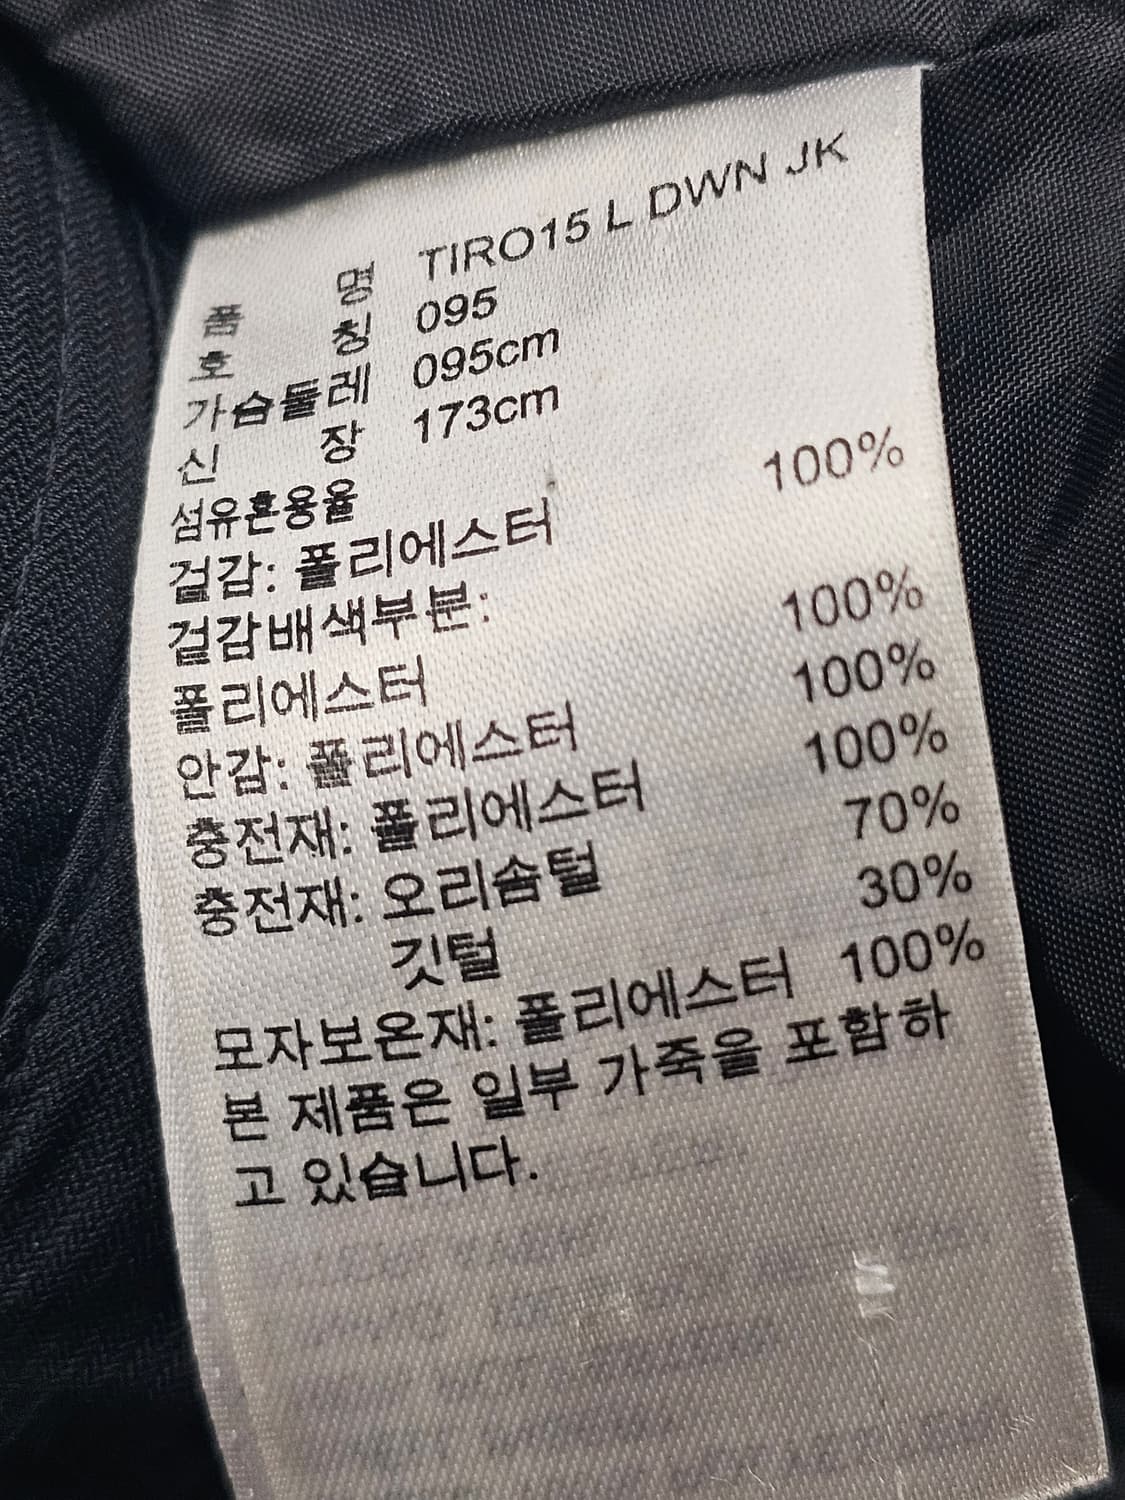 품 명 TIRO15 L DWN JK
호 칭 095
가슴둘레 095cm
신 장 173cm
섬유혼용율
겉감: 폴리에스터 100%
겉감배색부분:
폴리에스터 100%
안감: 폴리에스터 100%
충전재: 폴리에스터 100%
충전재: 오리솜털 70%
깃털 30%
모자보온재: 폴리에스터 100%
본 제품은 일부 가죽을 포함하
고 있습니다.